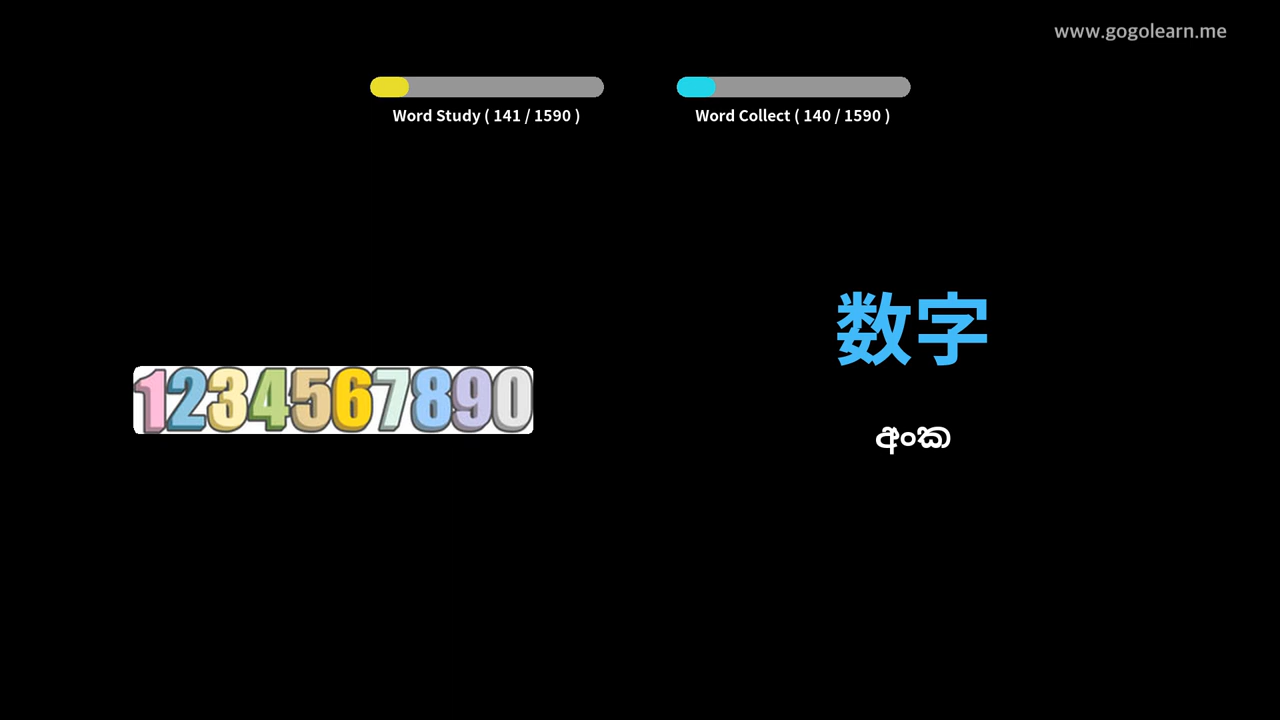 www.gogolearn.me
Word Study ( 141 / 1590 )
Word Collect ( 140 / 1590 )
数字
1234567890
අංක